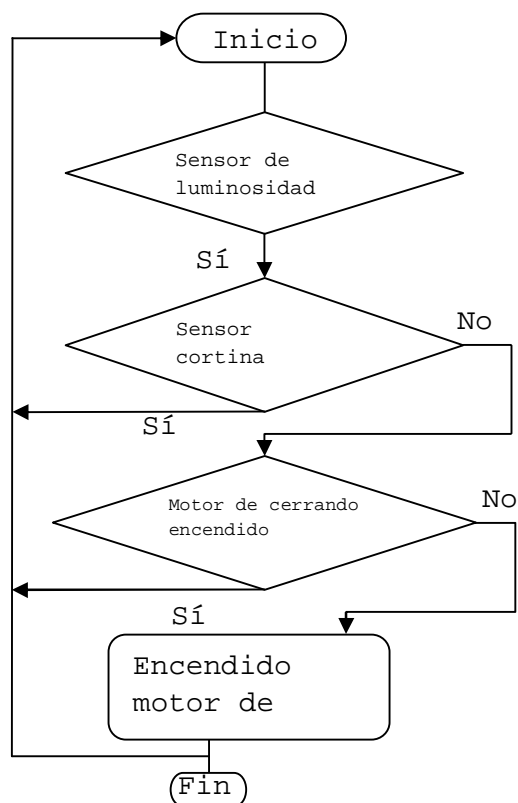 Inicio
Sensor de
luminosidad
Sí
Sensor
cortina
No
Sí
Motor de cerrando
encendido
No
Sí
Encendido
motor de
Fin